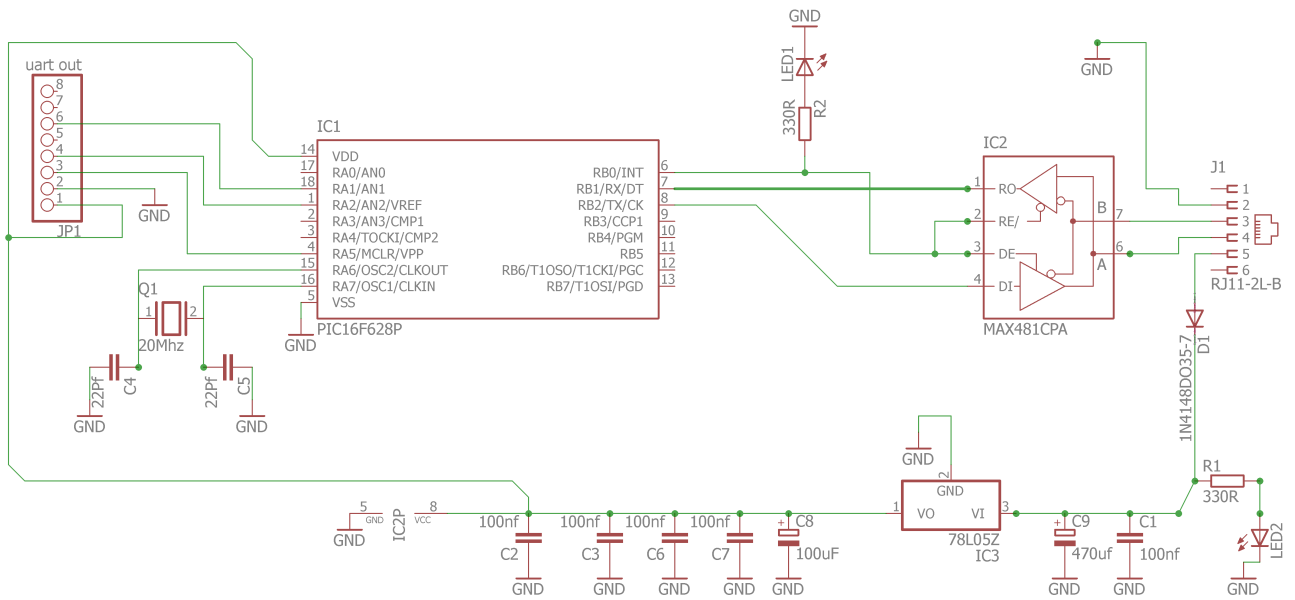 GND
uart out
8
7
6
5
4
3
2
1
JP1
GND
IC1
14 VDD
17 RA0/AN0
18 RA1/AN1
1 RA2/AN2/VREF
2 RA3/AN3/CMP1
3 RA4/TOCKI/CMP2
4 RA5/MCLR/VPP
15 RA6/OSC2/CLKOUT
16 RA7/OSC1/CLKIN
5 VSS
RB0/INT 6
RB1/RX/DT 7
RB2/TX/CK 8
RB3/CCP1 9
RB4/PGM 10
RB5 11
RB6/T1OSO/T1CKI/PGC 12
RB7/T1OSI/PGD 13
PIC16F628P
GND
Q1
1 2
20Mhz
22Pf
C4
22Pf
C5
GND
GND
LED1
330R
R2
IC2
1 RO
2 RE/
3 DE
4 DI
B 7
A 6
MAX481CPA
GND
J1
1
2
3
4
5
6
RJ11-2L-B
1N4148DO35-7
D1
R1
330R
LED2
GND
GND
2
GND
1 VO VI 3
78L05Z
IC3
5
GND
GND
IC2P
VCC
8
100nf
C2
GND
100nf
C3
GND
100nf
C6
GND
100nf
C7
GND
+ C8
100uF
GND
+ C9
470uf
GND
C1
100nf
GND